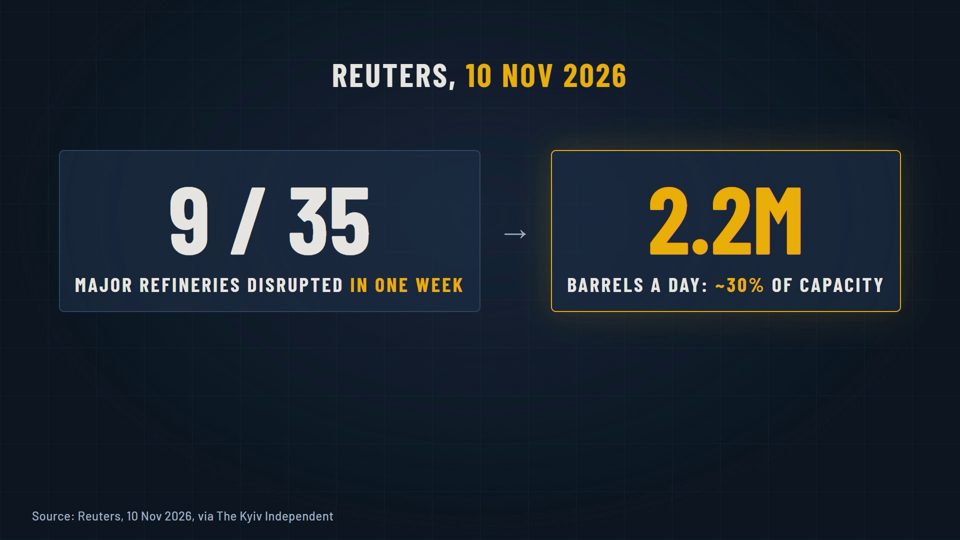 REUTERS, 10 NOV 2026
9 / 35
MAJOR REFINERIES DISRUPTED IN ONE WEEK
→
2.2M
BARRELS A DAY: ~30% OF CAPACITY
Source: Reuters, 10 Nov 2026, via The Kyiv Independent